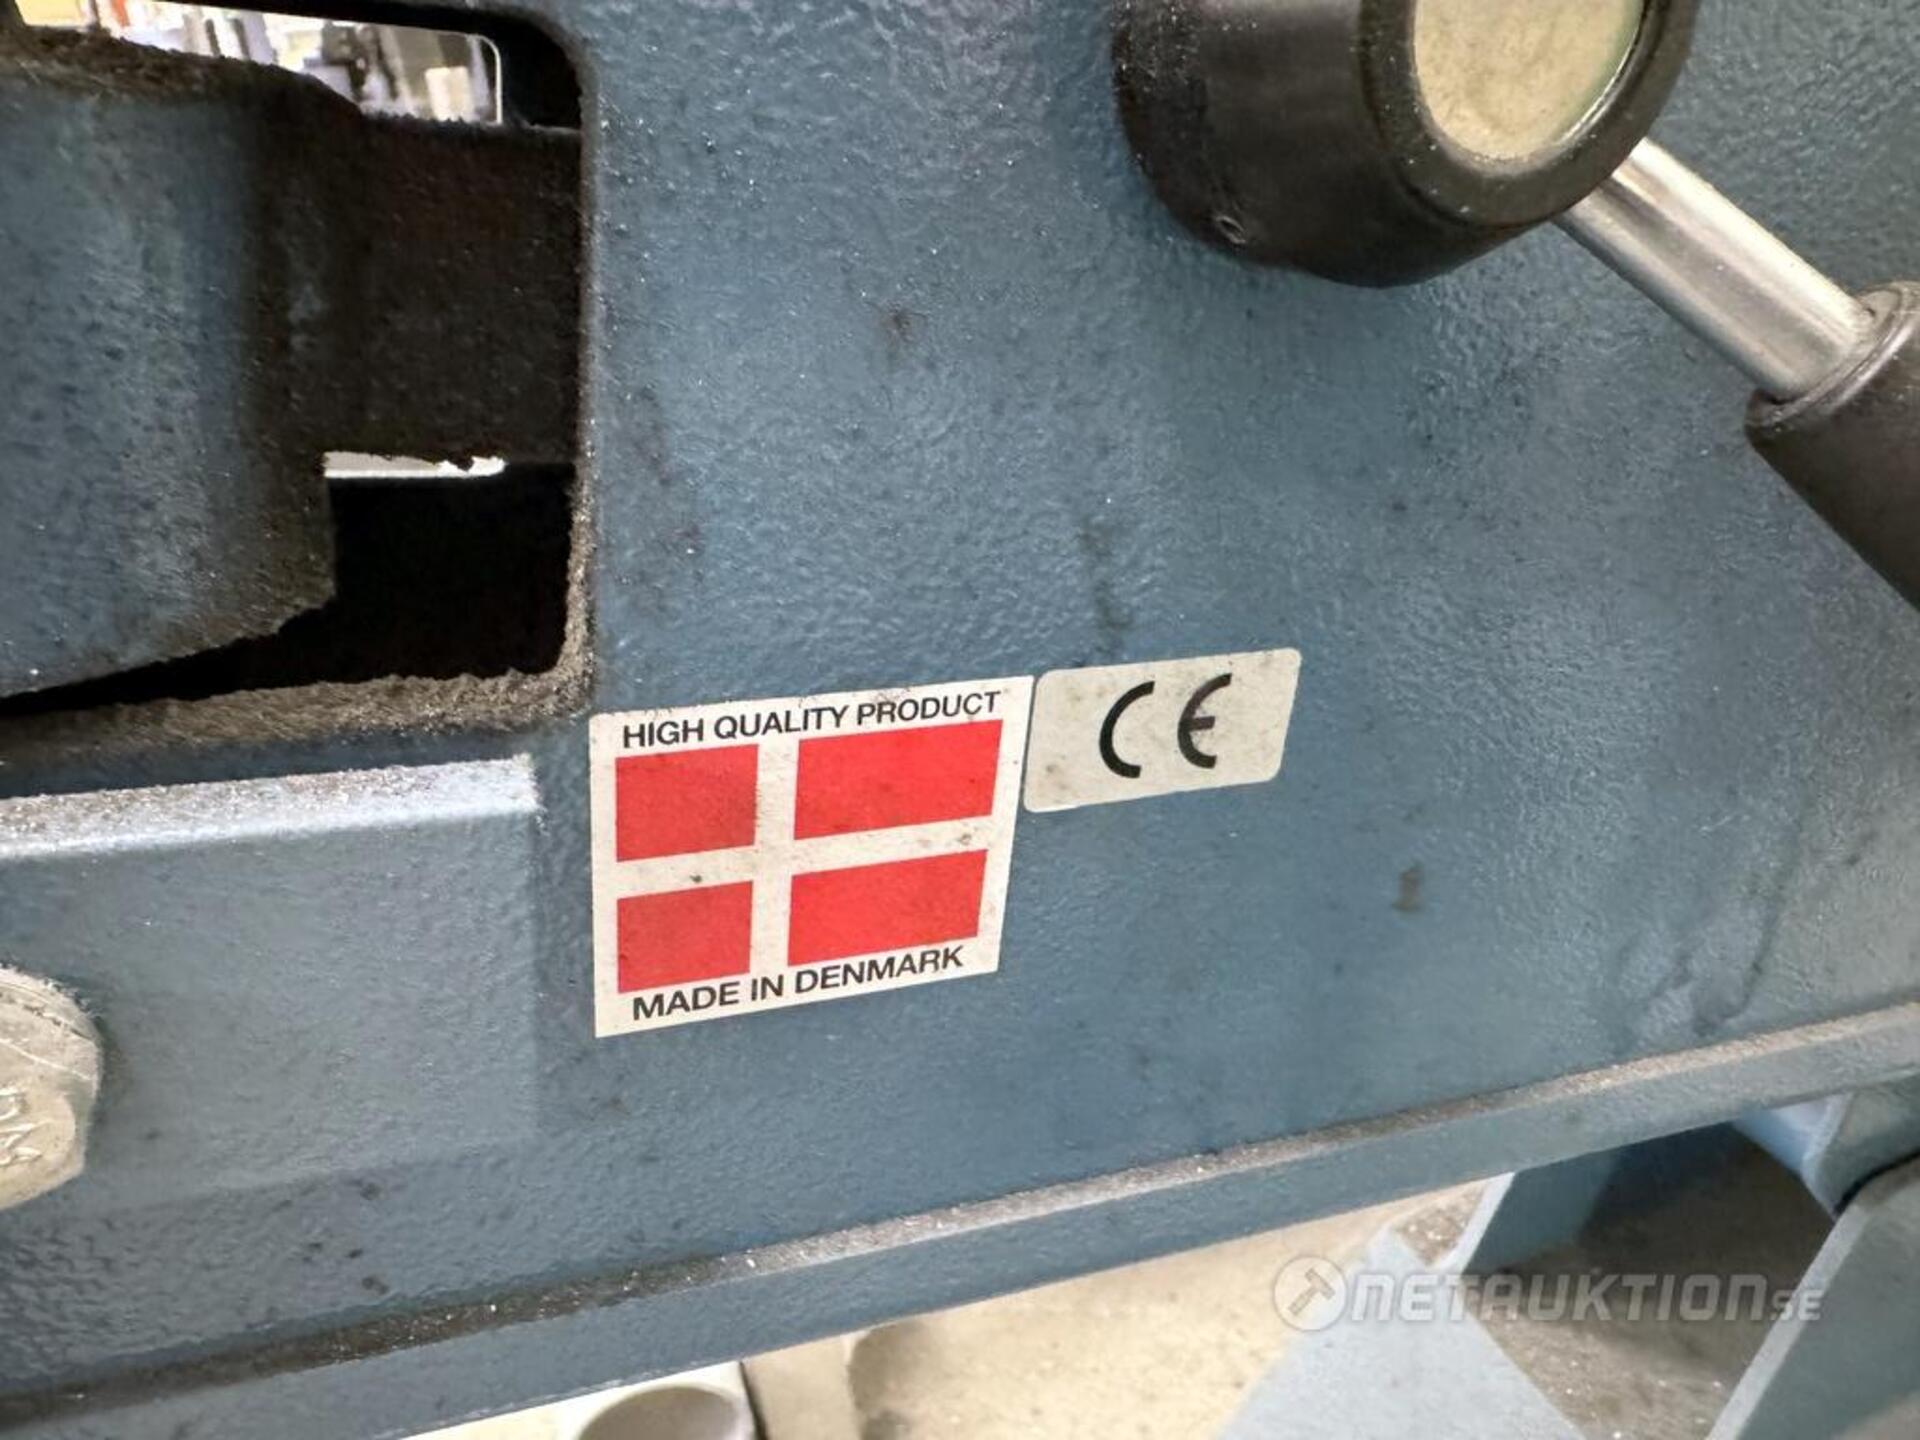 HIGH QUALITY PRODUCT
CE
MADE IN DENMARK
NETAUKTION.SE